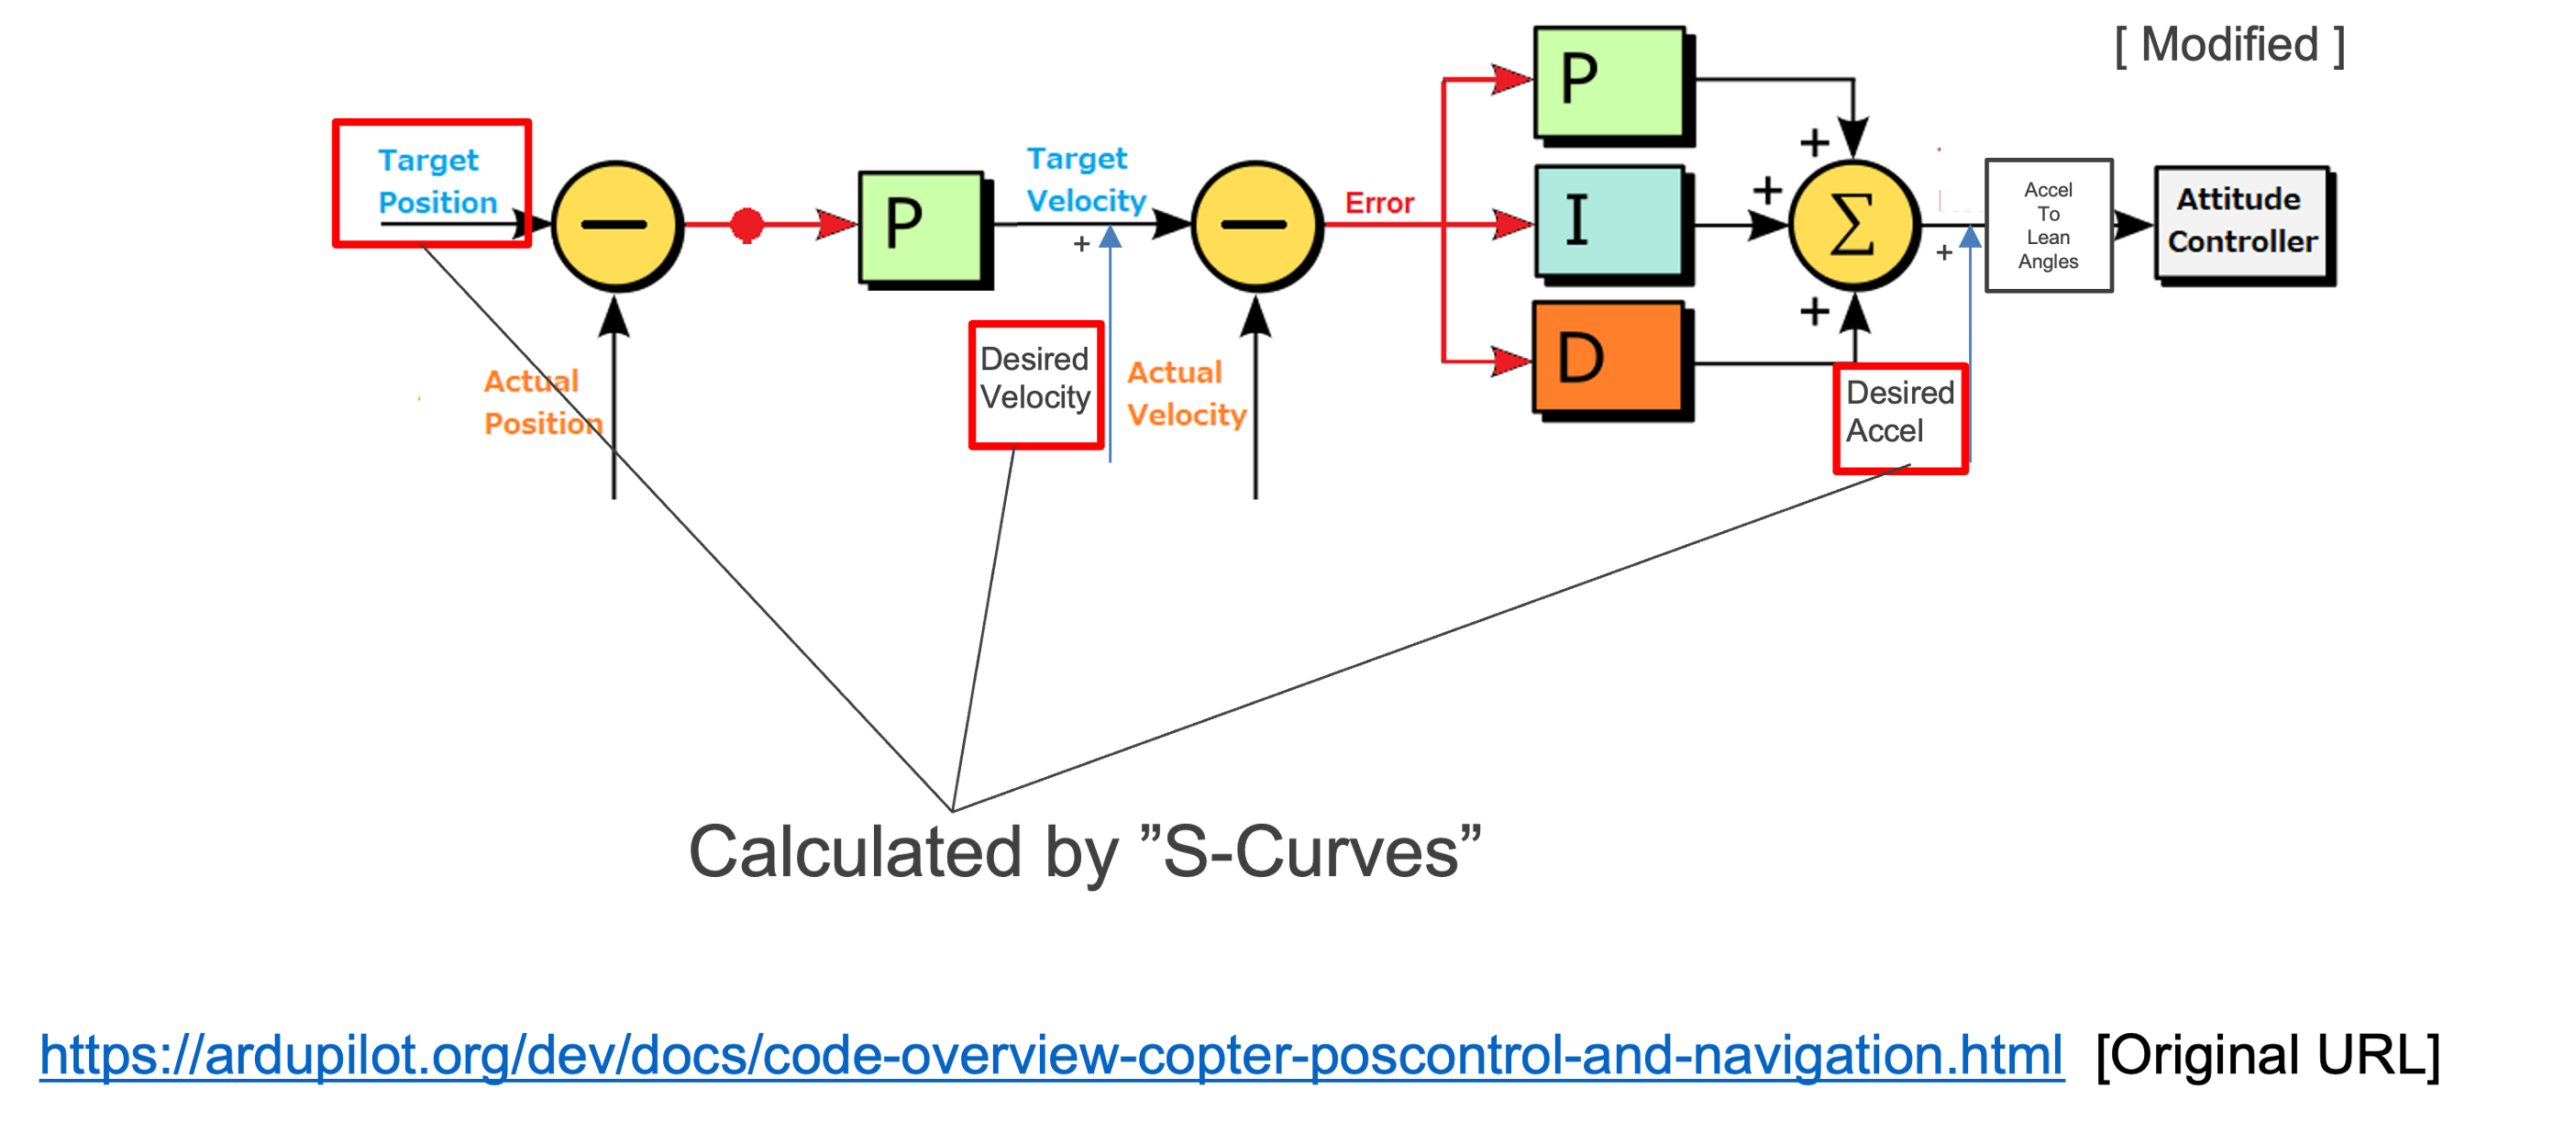 [ Modified ]
Target
Position
Actual
Position
P
Target
Velocity
+
Desired
Velocity
Actual
Velocity
Error
P
I
D
+
+
+
Σ
Desired
Accel
+
Accel
To
Lean
Angles
Attitude
Controller
Calculated by ”S-Curves”
https://ardupilot.org/dev/docs/code-overview-copter-poscontrol-and-navigation.html [Original URL]